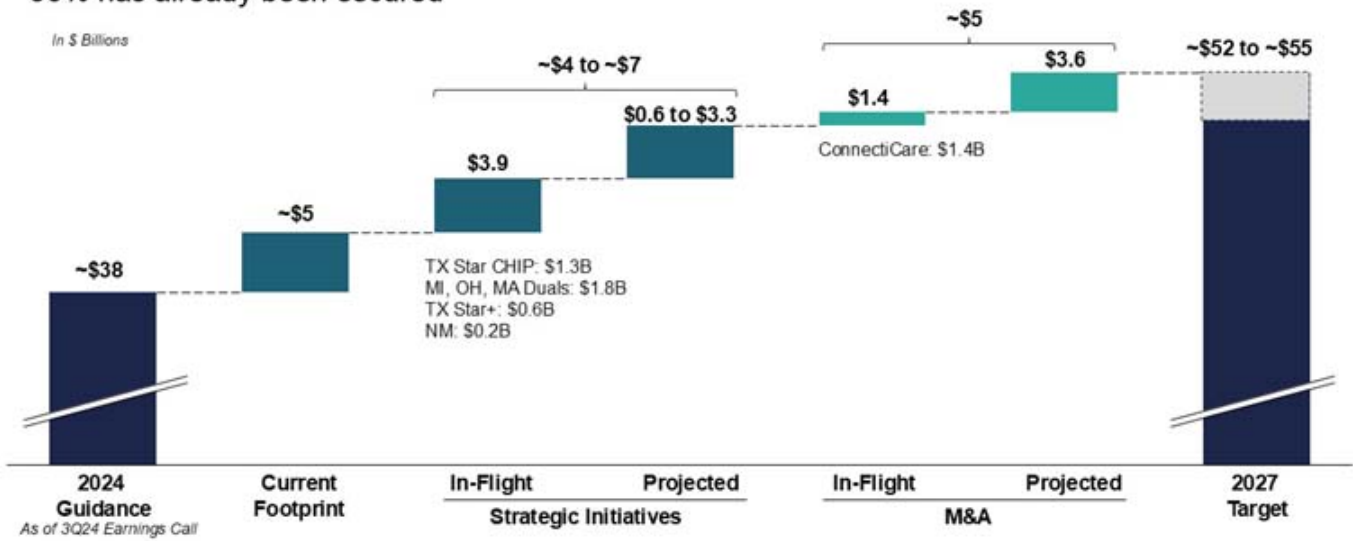 In $ Billions
~$38
~$5
$3.9
~$4 to ~$7
$0.6 to $3.3
~$5
$1.4
$3.6
~$52 to ~$55
ConnectiCare: $1.4B
TX Star CHIP: $1.3B
MI, OH, MA Duals: $1.8B
TX Star+: $0.6B
NM: $0.2B
2024
Guidance
As of 3Q24 Earnings Call
Current
Footprint
In-Flight
Projected
Strategic Initiatives
In-Flight
Projected
M&A
2027
Target